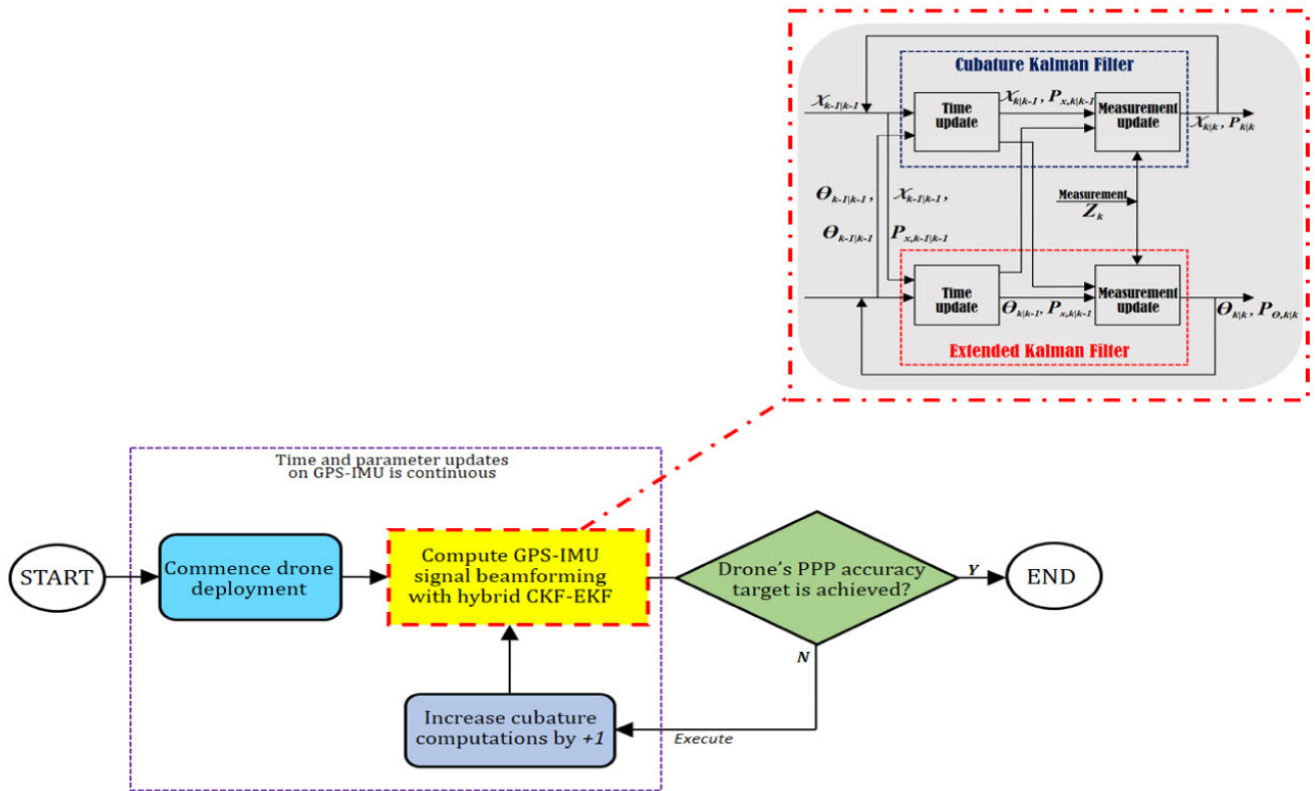 Cubature Kalman Filter
χk-1|k-1
Time
update
χk|k-1 , Px,k|k-1
Measurement
update
χk|k , Pk|k
θk-1|k-1 , χk-1|k-1 ,
θk-1|k-1 Px,k-1|k-1
Measurement
Zk
Time
update
θk|k-1 , Px,k|k-1
Measurement
update
θk|k , Pθ,k|k
Extended Kalman Filter
Time and parameter updates
on GPS-IMU is continuous
START
Commence drone
deployment
Compute GPS-IMU
signal beamforming
with hybrid CKF-EKF
Drone's PPP accuracy
target is achieved?
Y
END
N
Increase cubature
computations by +1
Execute